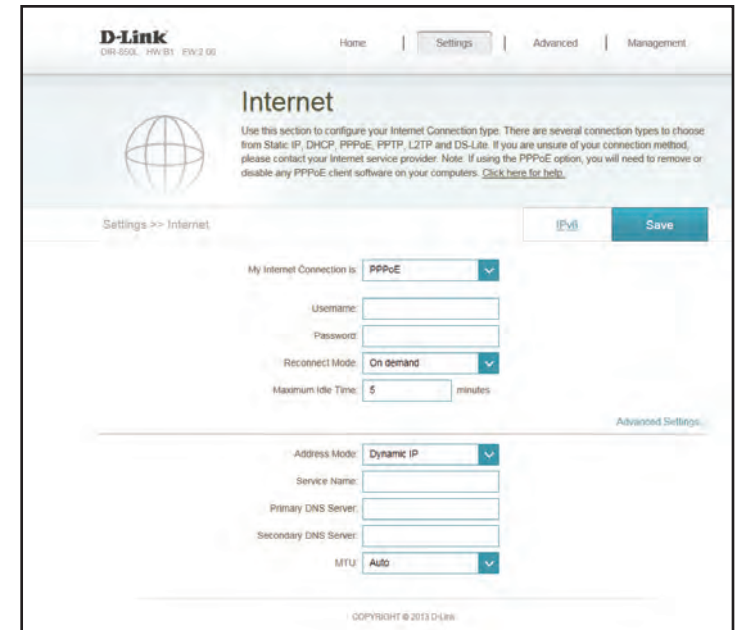 D-Link
DIR-850L HW:B1 FW:2.06
Home | Settings | Advanced | Management
Internet
Use this section to configure your Internet Connection type. There are several connection types to choose
from Static IP, DHCP, PPPoE, PPTP, L2TP and DS-Lite. If you are unsure of your connection method,
please contact your Internet service provider. Note: If using the PPPoE option, you will need to remove or
disable any PPPoE client software on your computers. Click here for help.
Settings >> Internet
IPv6
Save
My Internet Connection is: PPPoE
Username:
Password:
Reconnect Mode: On demand
Maximum Idle Time: 5 minutes
Advanced Settings...
Address Mode: Dynamic IP
Service Name:
Primary DNS Server:
Secondary DNS Server:
MTU: Auto
COPYRIGHT © 2013 D-Link